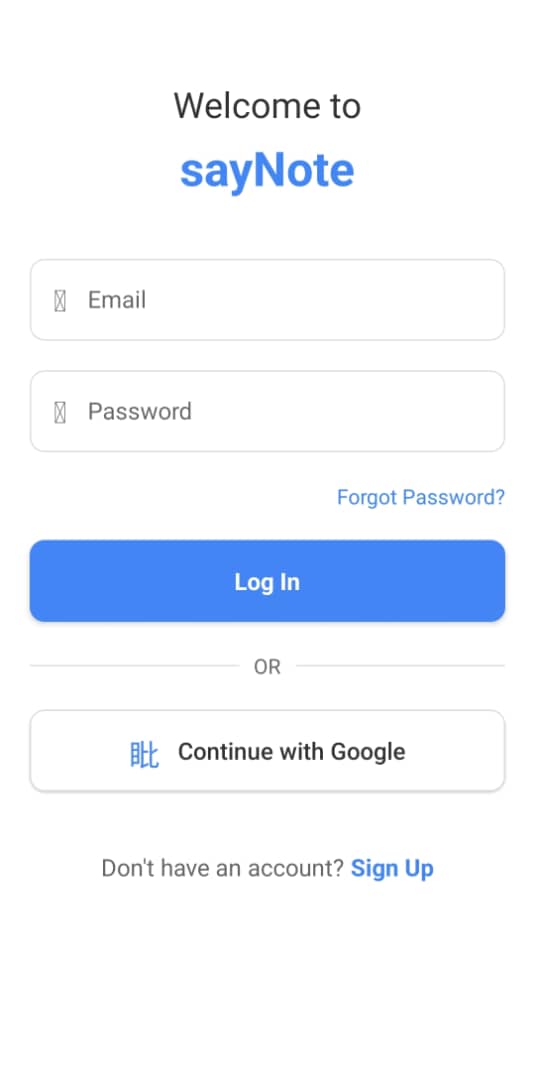 Welcome to
sayNote
Email
Password
Forgot Password?
Log In
OR
Continue with Google
Don't have an account? Sign Up